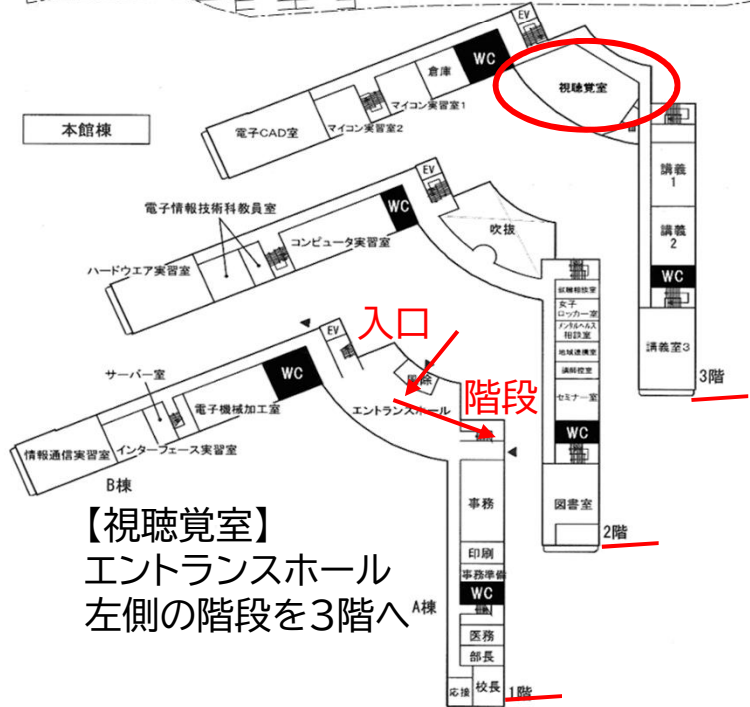 本館棟
EV
WC
倉庫
マイコン実習室1
マイコン実習室2
電子CAD室
視聴覚室
講義
1
講義
2
WC
講義室3
3階
EV
WC
電子情報技術科教員室
コンピュータ実習室
ハードウエア実習室
吹抜
就職相談室
女子
ロッカー室
メンタルヘルス
相談室
地域連携室
講師控室
セミナー室
WC
図書室
2階
入口
階段
EV
風除
エントランスホール
WC
サーバー室
電子機械加工室
インターフェース実習室
情報通信実習室
B棟
事務
印刷
事務準備
WC
A棟
医務
部長
応接
校長
1階
【視聴覚室】
エントランスホール
左側の階段を3階へ